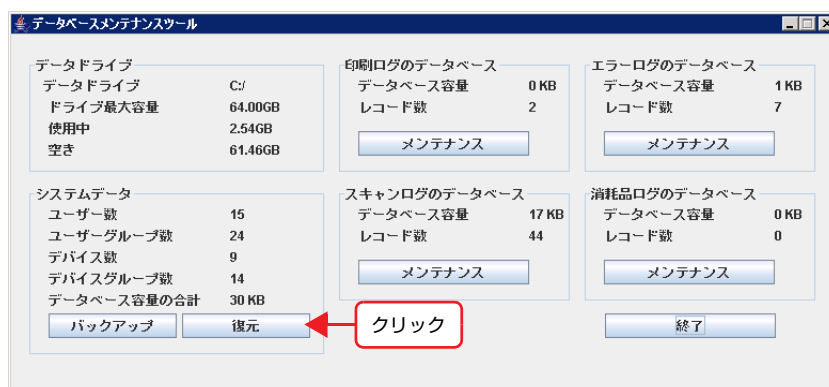 データベースメンテナンスツール
データドライブ
データドライブ C:/
ドライブ最大容量 64.00GB
使用中 2.54GB
空き 61.46GB
印刷ログのデータベース
データベース容量 0 KB
レコード数 2
メンテナンス
エラーログのデータベース
データベース容量 1 KB
レコード数 7
メンテナンス
システムデータ
ユーザー数 15
ユーザーグループ数 24
デバイス数 9
デバイスグループ数 14
データベース容量の合計 30 KB
バックアップ 復元
クリック
スキャンログのデータベース
データベース容量 17 KB
レコード数 44
メンテナンス
消耗品ログのデータベース
データベース容量 0 KB
レコード数 0
メンテナンス
終了